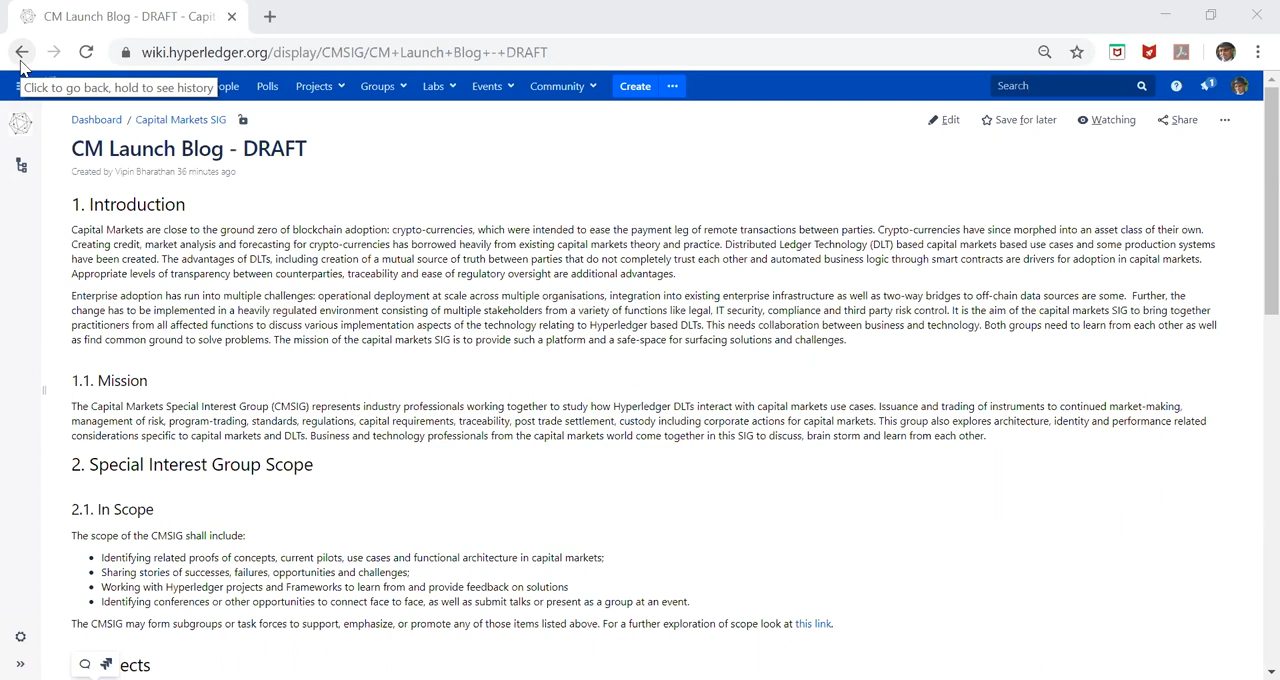 CM Launch Blog - DRAFT - Capit
wiki.hyperledger.org/display/CMSIG/CM+Launch+Blog+-+DRAFT
Click to go back, hold to see history
ople Polls Projects Groups Labs Events Community Create ••• Search 1
Dashboard / Capital Markets SIG Edit Save for later Watching Share •••
CM Launch Blog - DRAFT
Created by Vipin Bharathan 36 minutes ago
1. Introduction
Capital Markets are close to the ground zero of blockchain adoption: crypto-currencies, which were intended to ease the payment leg of remote transactions between parties. Crypto-currencies have since morphed into an asset class of their own.
Creating credit, market analysis and forecasting for crypto-currencies has borrowed heavily from existing capital markets theory and practice. Distributed Ledger Technology (DLT) based capital markets based use cases and some production systems
have been created. The advantages of DLTs, including creation of a mutual source of truth between parties that do not completely trust each other and automated business logic through smart contracts are drivers for adoption in capital markets.
Appropriate levels of transparency between counterparties, traceability and ease of regulatory oversight are additional advantages.
Enterprise adoption has run into multiple challenges: operational deployment at scale across multiple organisations, integration into existing enterprise infrastructure as well as two-way bridges to off-chain data sources are some. Further, the
change has to be implemented in a heavily regulated environment consisting of multiple stakeholders from a variety of functions like legal, IT security, compliance and third party risk control. It is the aim of the capital markets SIG to bring together
practitioners from all affected functions to discuss various implementation aspects of the technology relating to Hyperledger based DLTs. This needs collaboration between business and technology. Both groups need to learn from each other as well
as find common ground to solve problems. The mission of the capital markets SIG is to provide such a platform and a safe-space for surfacing solutions and challenges.
1.1. Mission
The Capital Markets Special Interest Group (CMSIG) represents industry professionals working together to study how Hyperledger DLTs interact with capital markets use cases. Issuance and trading of instruments to continued market-making,
management of risk, program-trading, standards, regulations, capital requirements, traceability, post trade settlement, custody including corporate actions for capital markets. This group also explores architecture, identity and performance related
considerations specific to capital markets and DLTs. Business and technology professionals from the capital markets world come together in this SIG to discuss, brain storm and learn from each other.
2. Special Interest Group Scope
2.1. In Scope
The scope of the CMSIG shall include:
• Identifying related proofs of concepts, current pilots, use cases and functional architecture in capital markets;
• Sharing stories of successes, failures, opportunities and challenges;
• Working with Hyperledger projects and Frameworks to learn from and provide feedback on solutions
• Identifying conferences or other opportunities to connect face to face, as well as submit talks or present as a group at an event.
The CMSIG may form subgroups or task forces to support, emphasize, or promote any of those items listed above. For a further exploration of scope look at this link.
ects